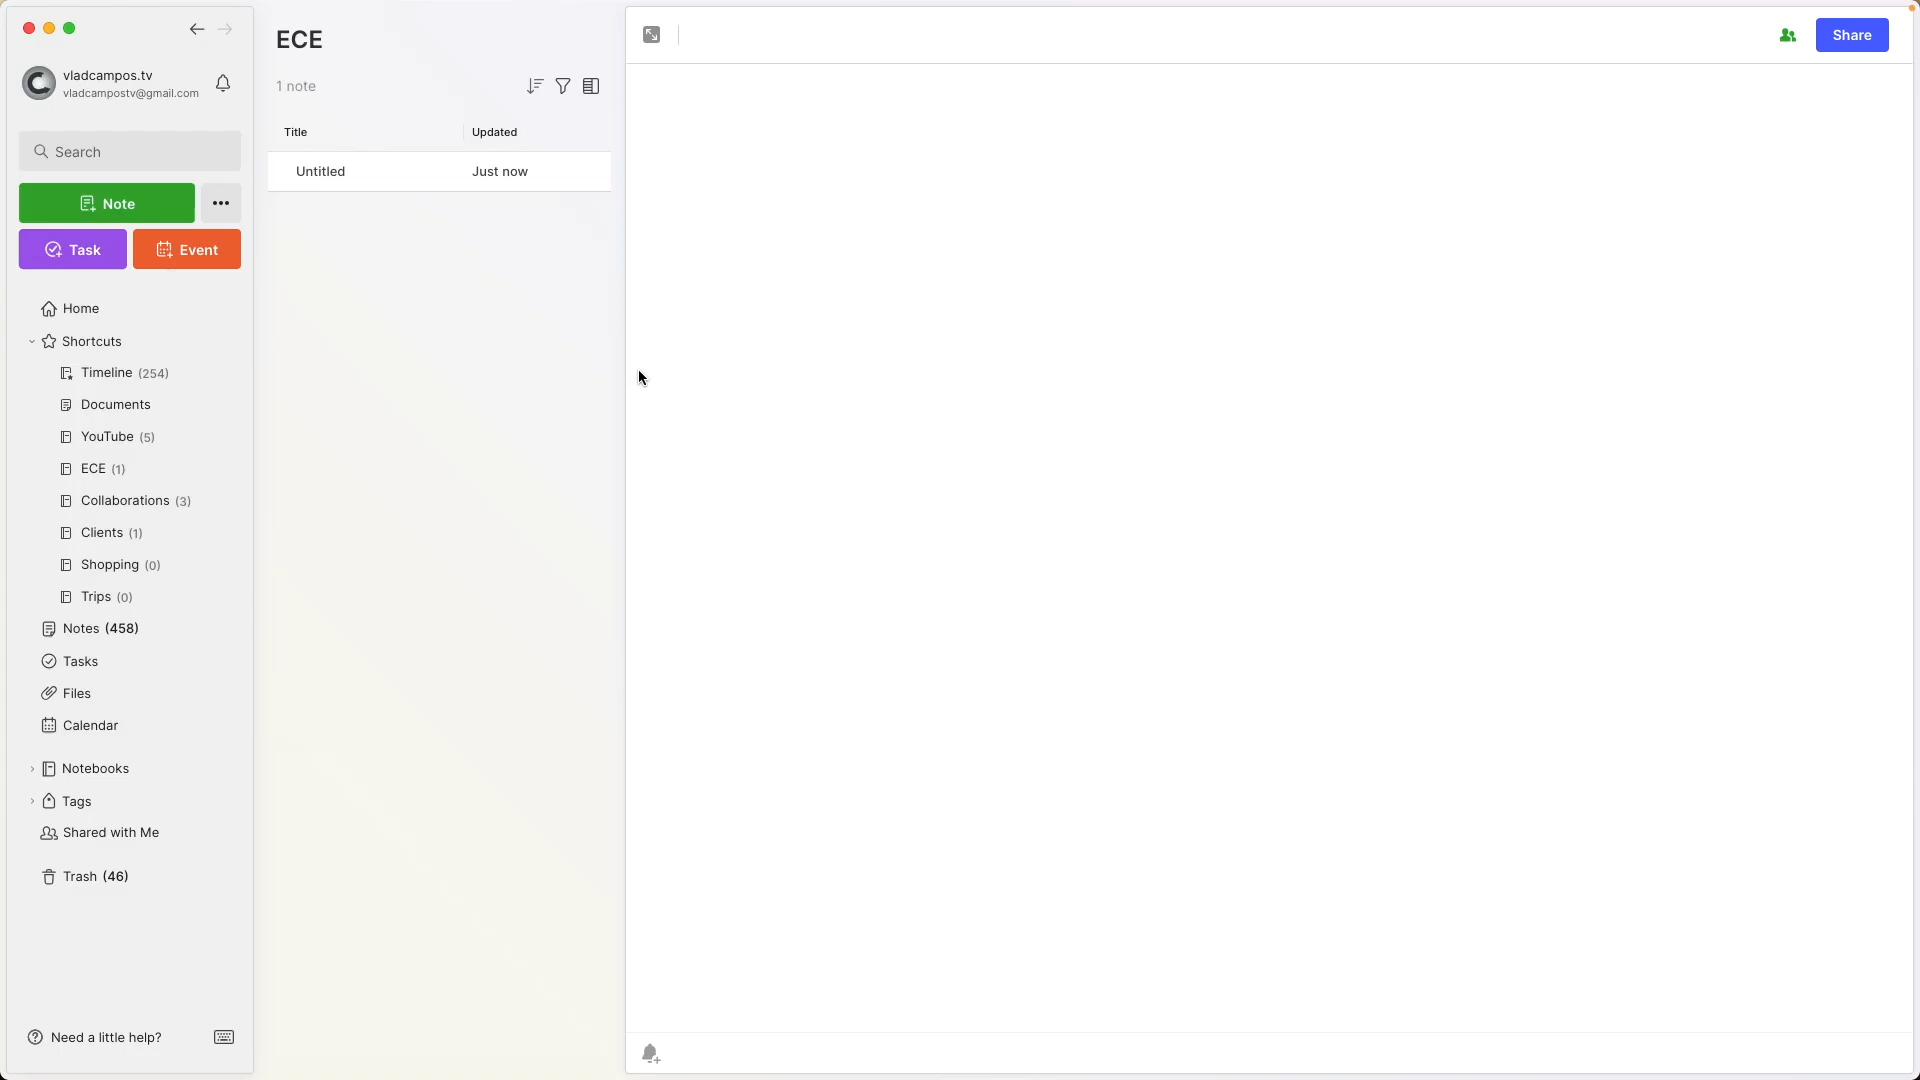 vladcampos.tv
vladcampostv@gmail.com
Search
Note
Task
Event
Home
Shortcuts
Timeline (254)
Documents
YouTube (5)
ECE (1)
Collaborations (3)
Clients (1)
Shopping (0)
Trips (0)
Notes (458)
Tasks
Files
Calendar
Notebooks
Tags
Shared with Me
Trash (46)
Need a little help?
ECE
1 note
Title Updated
Untitled Just now
Share